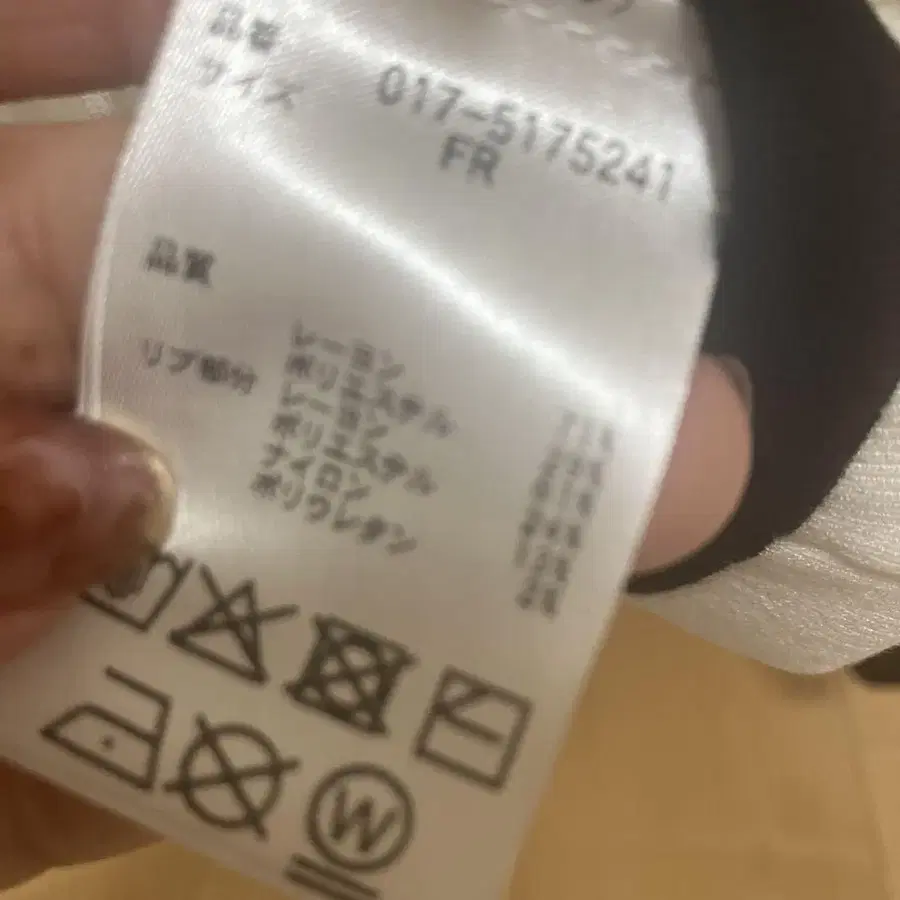 品番 017-5175241
サイズ FR
品質 レーヨン
ポリエステル
リブ部分 レーヨン
ポリエステル
ナイロン
ポリウレタン
W